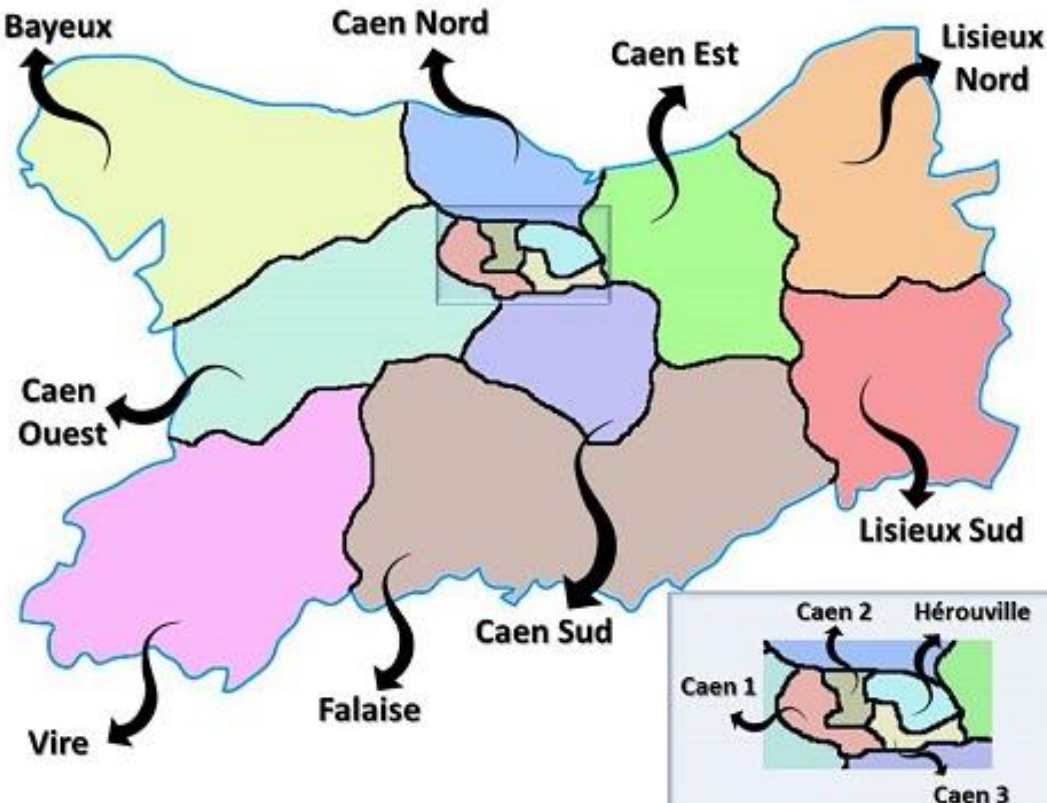 Bayeux
Caen Nord
Caen Est
Lisieux
Nord
Caen
Ouest
Lisieux Sud
Caen Sud
Falaise
Vire
Caen 2
Hérouville
Caen 1
Caen 3